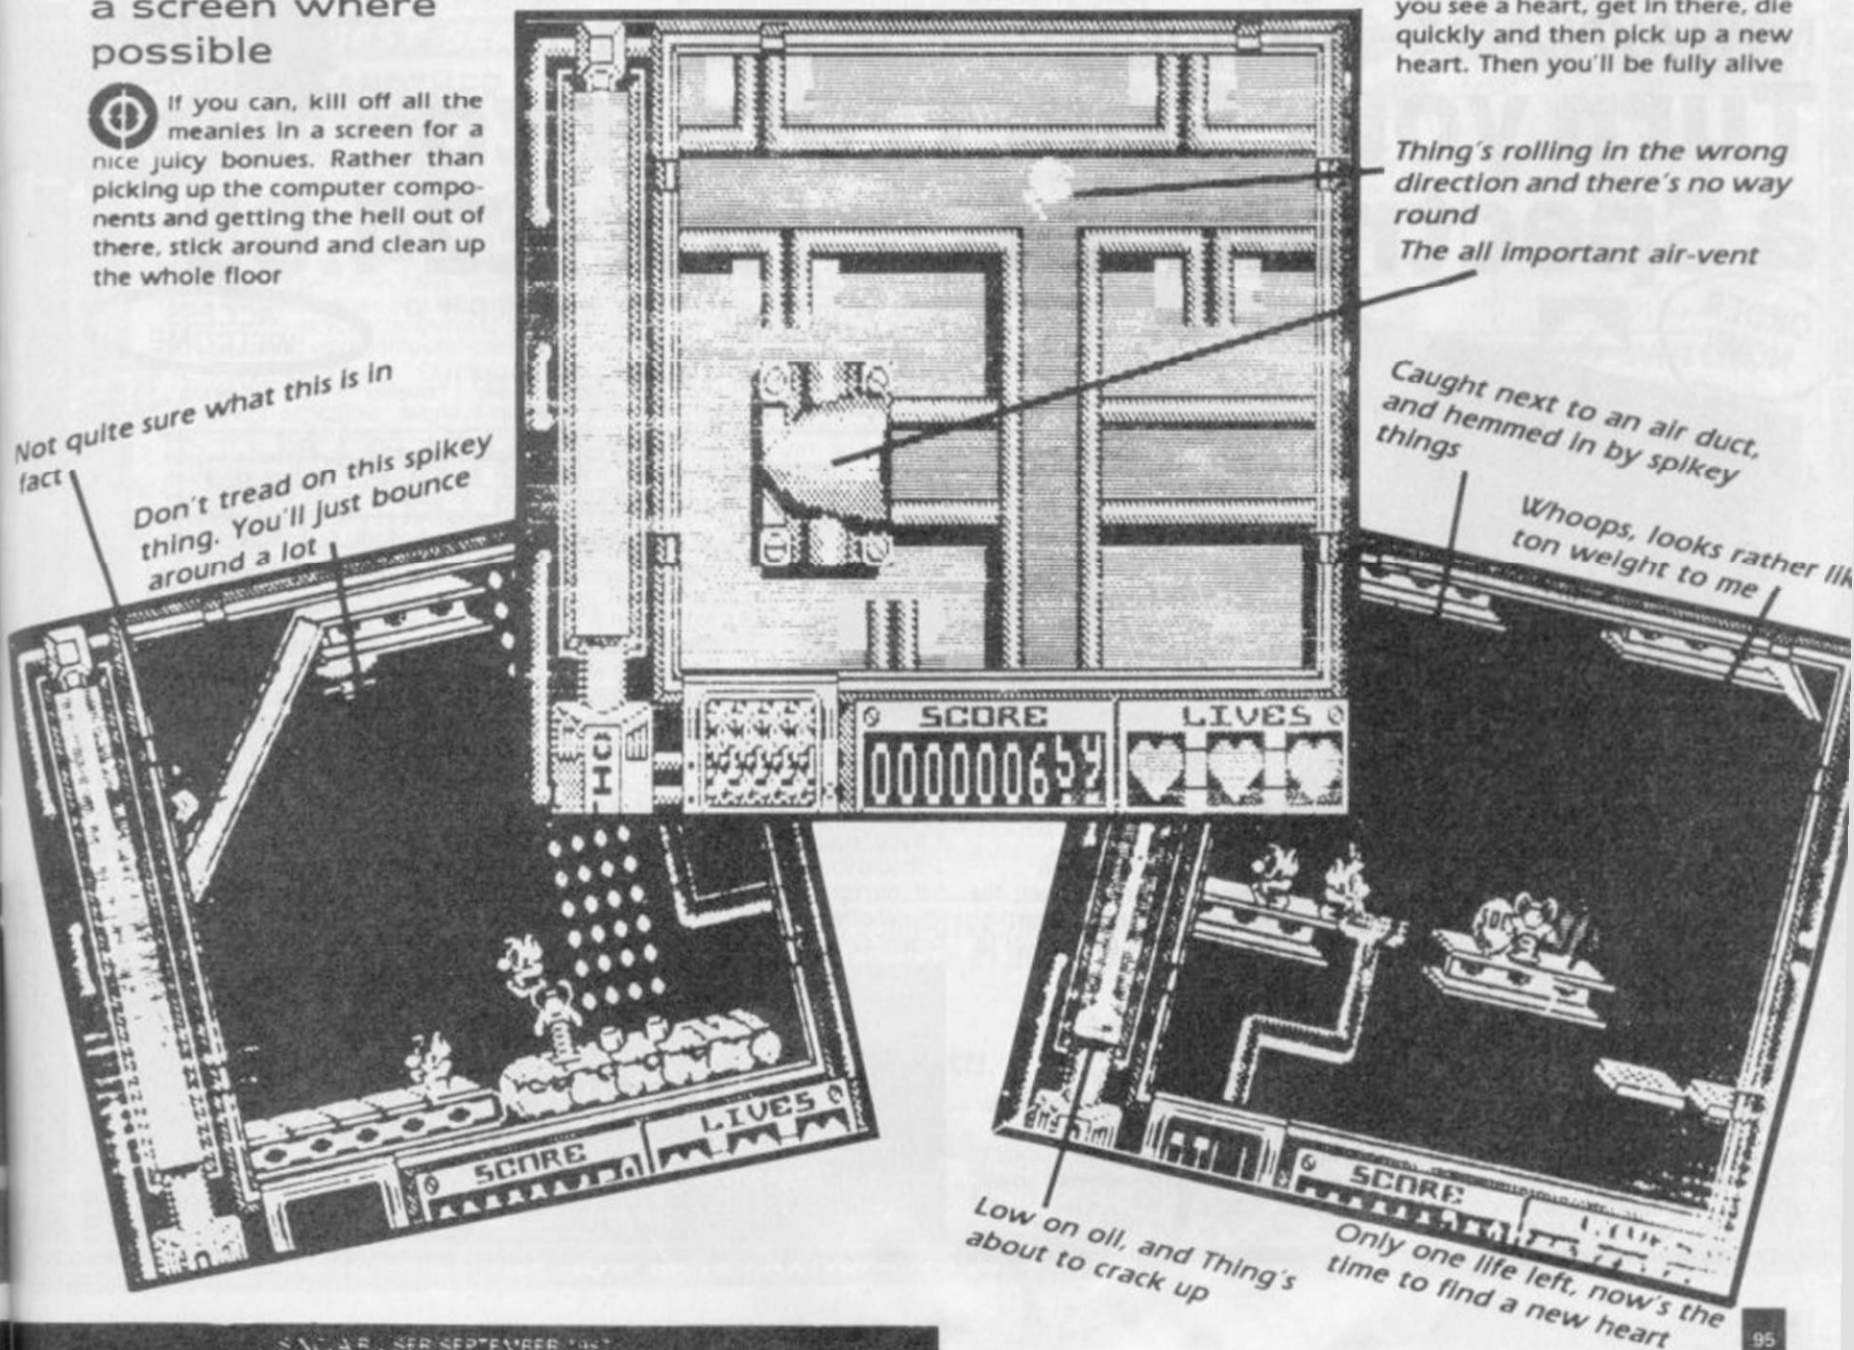 a screen where
possible
If you can, kill off all the
meanies in a screen for a
nice juicy bonues. Rather than
picking up the computer compo-
nents and getting the hell out of
there, stick around and clean up
the whole floor
you see a heart, get in there, die
quickly and then pick up a new
heart. Then you'll be fully alive
Thing's rolling in the wrong
direction and there's no way
round
The all important air-vent
Not quite sure what this is in
fact
Don't tread on this spikey
thing. You'll just bounce
around a lot
Caught next to an air duct,
and hemmed in by spikey
things
Whoops, looks rather
ton weight to me
OIL
SCORE
LIVES
SCORE
LIVES
SCORE
Low on oil, and Thing's
about to crack up
Only one life left, now's the
time to find a new heart
SEPTEMBER
95